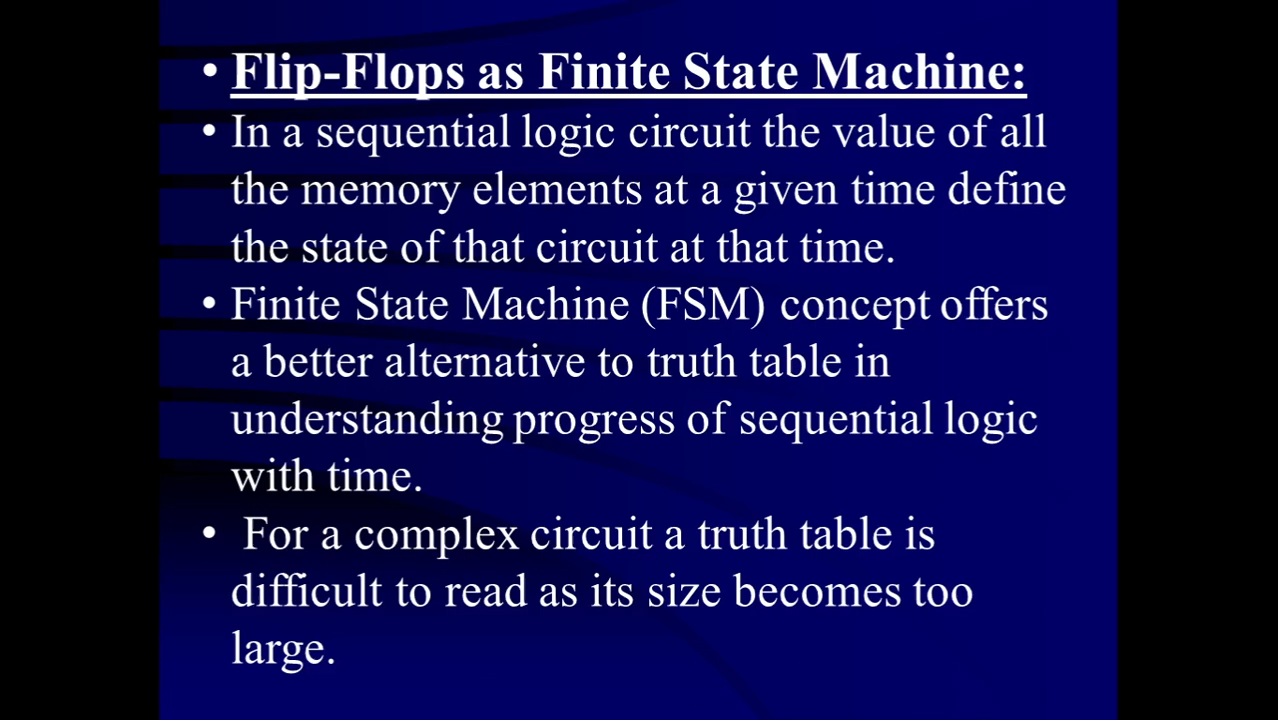 • Flip-Flops as Finite State Machine:
• In a sequential logic circuit the value of all
the memory elements at a given time define
the state of that circuit at that time.
• Finite State Machine (FSM) concept offers
a better alternative to truth table in
understanding progress of sequential logic
with time.
• For a complex circuit a truth table is
difficult to read as its size becomes too
large.